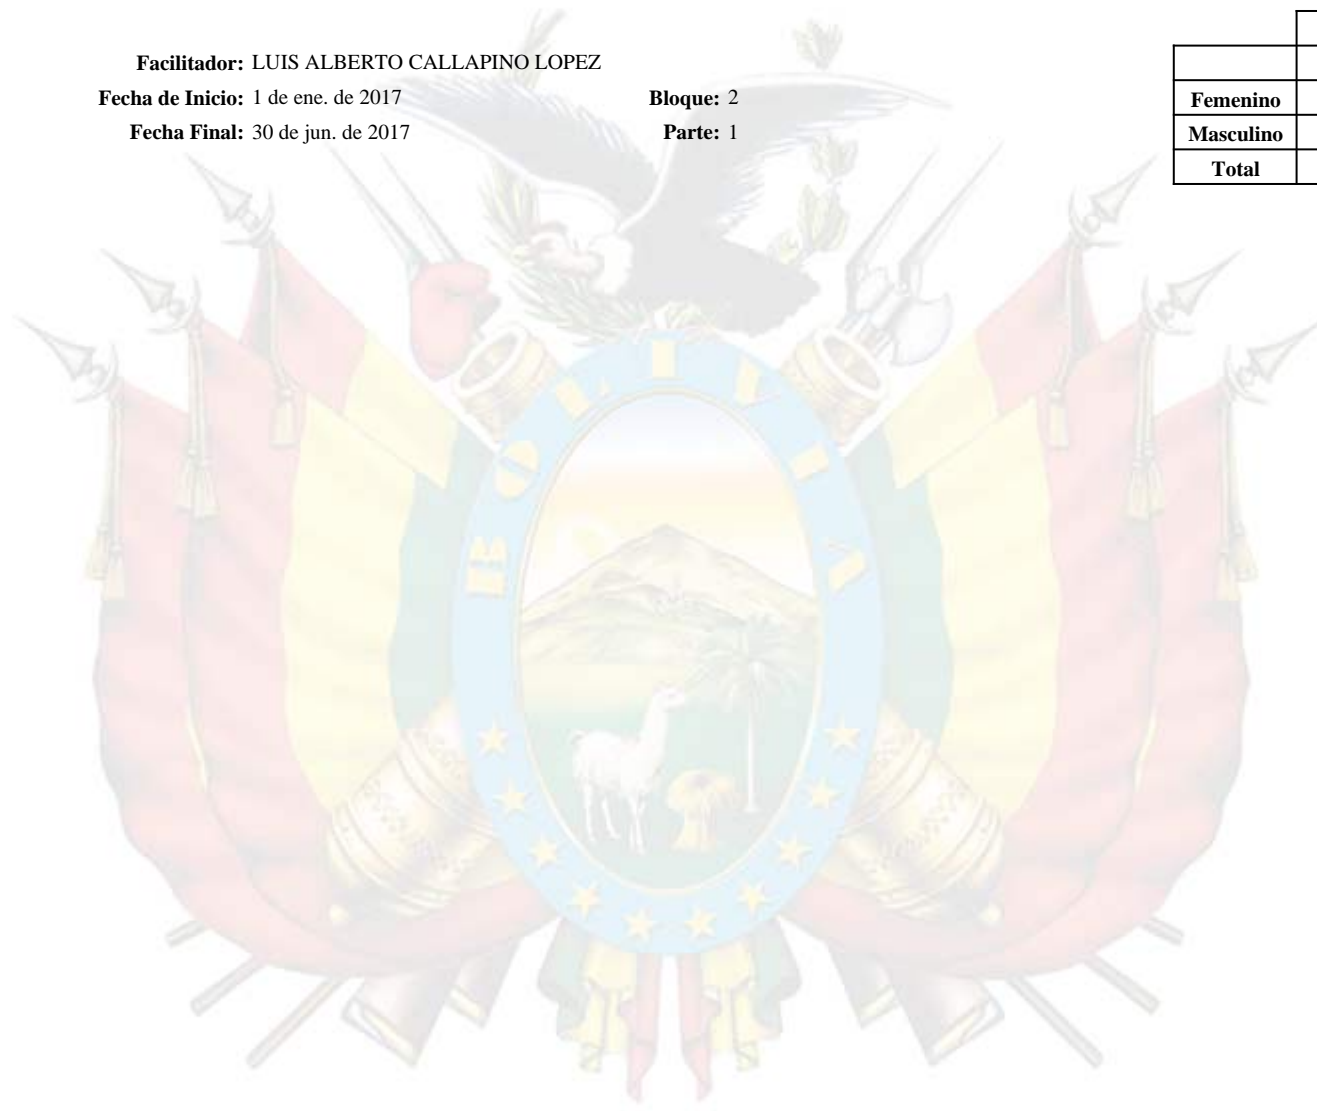 Facilitador: LUIS ALBERTO CALLAPINO LOPEZ
Fecha de Inicio: 1 de ene. de 2017 Bloque: 2
Fecha Final: 30 de jun. de 2017 Parte: 1
Femenino
Masculino
Total
BOLIVIA